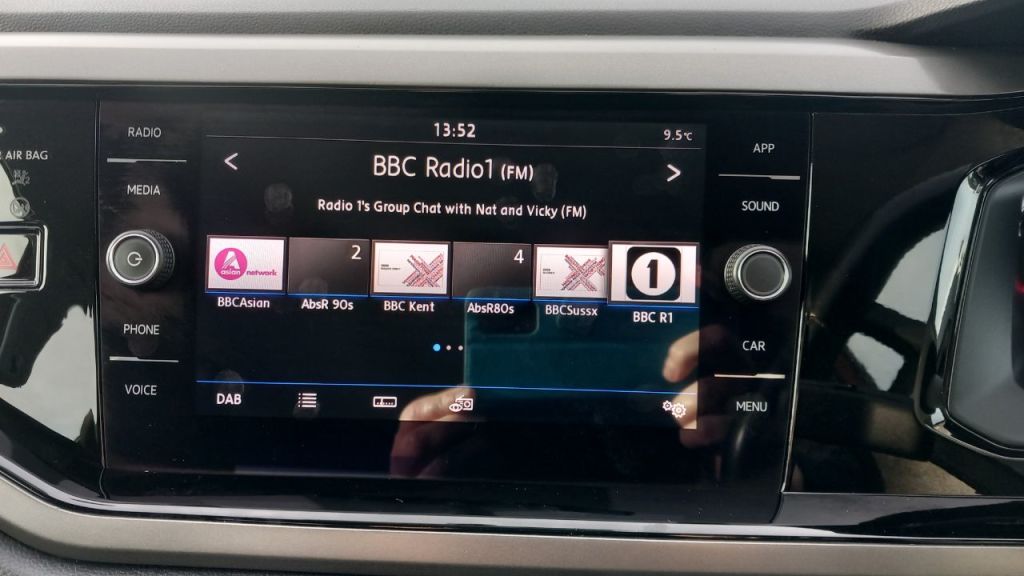 AIR BAG
RADIO
MEDIA
PHONE
VOICE
13:52
9.5°C
< BBC Radio1 (FM) >
Radio 1's Group Chat with Nat and Vicky (FM)
asian network
2
4
1
BBCAsian
AbsR 90s
BBC Kent
AbsR80s
BBCSussx
BBC R1
DAB
APP
SOUND
CAR
MENU